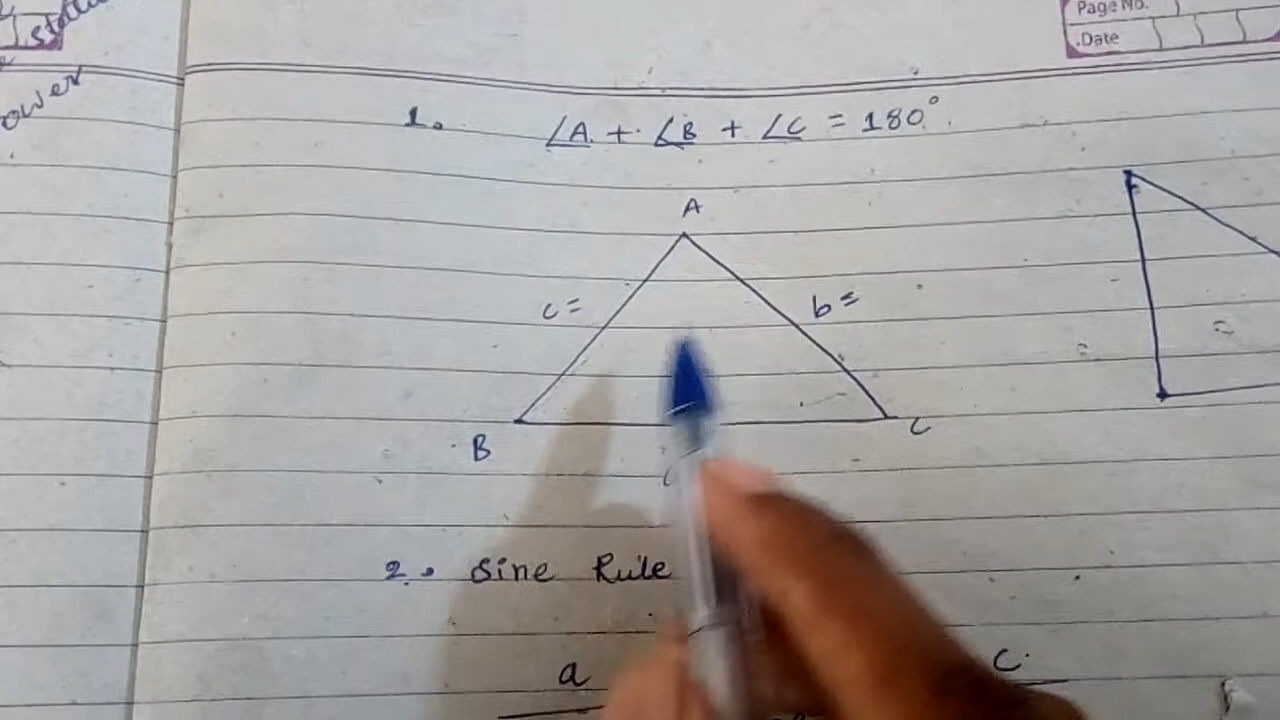 Page No.
Date
ower
1. ∠A + ∠B + ∠C = 180°
A
c = b =
B C
2. Sine Rule
a c